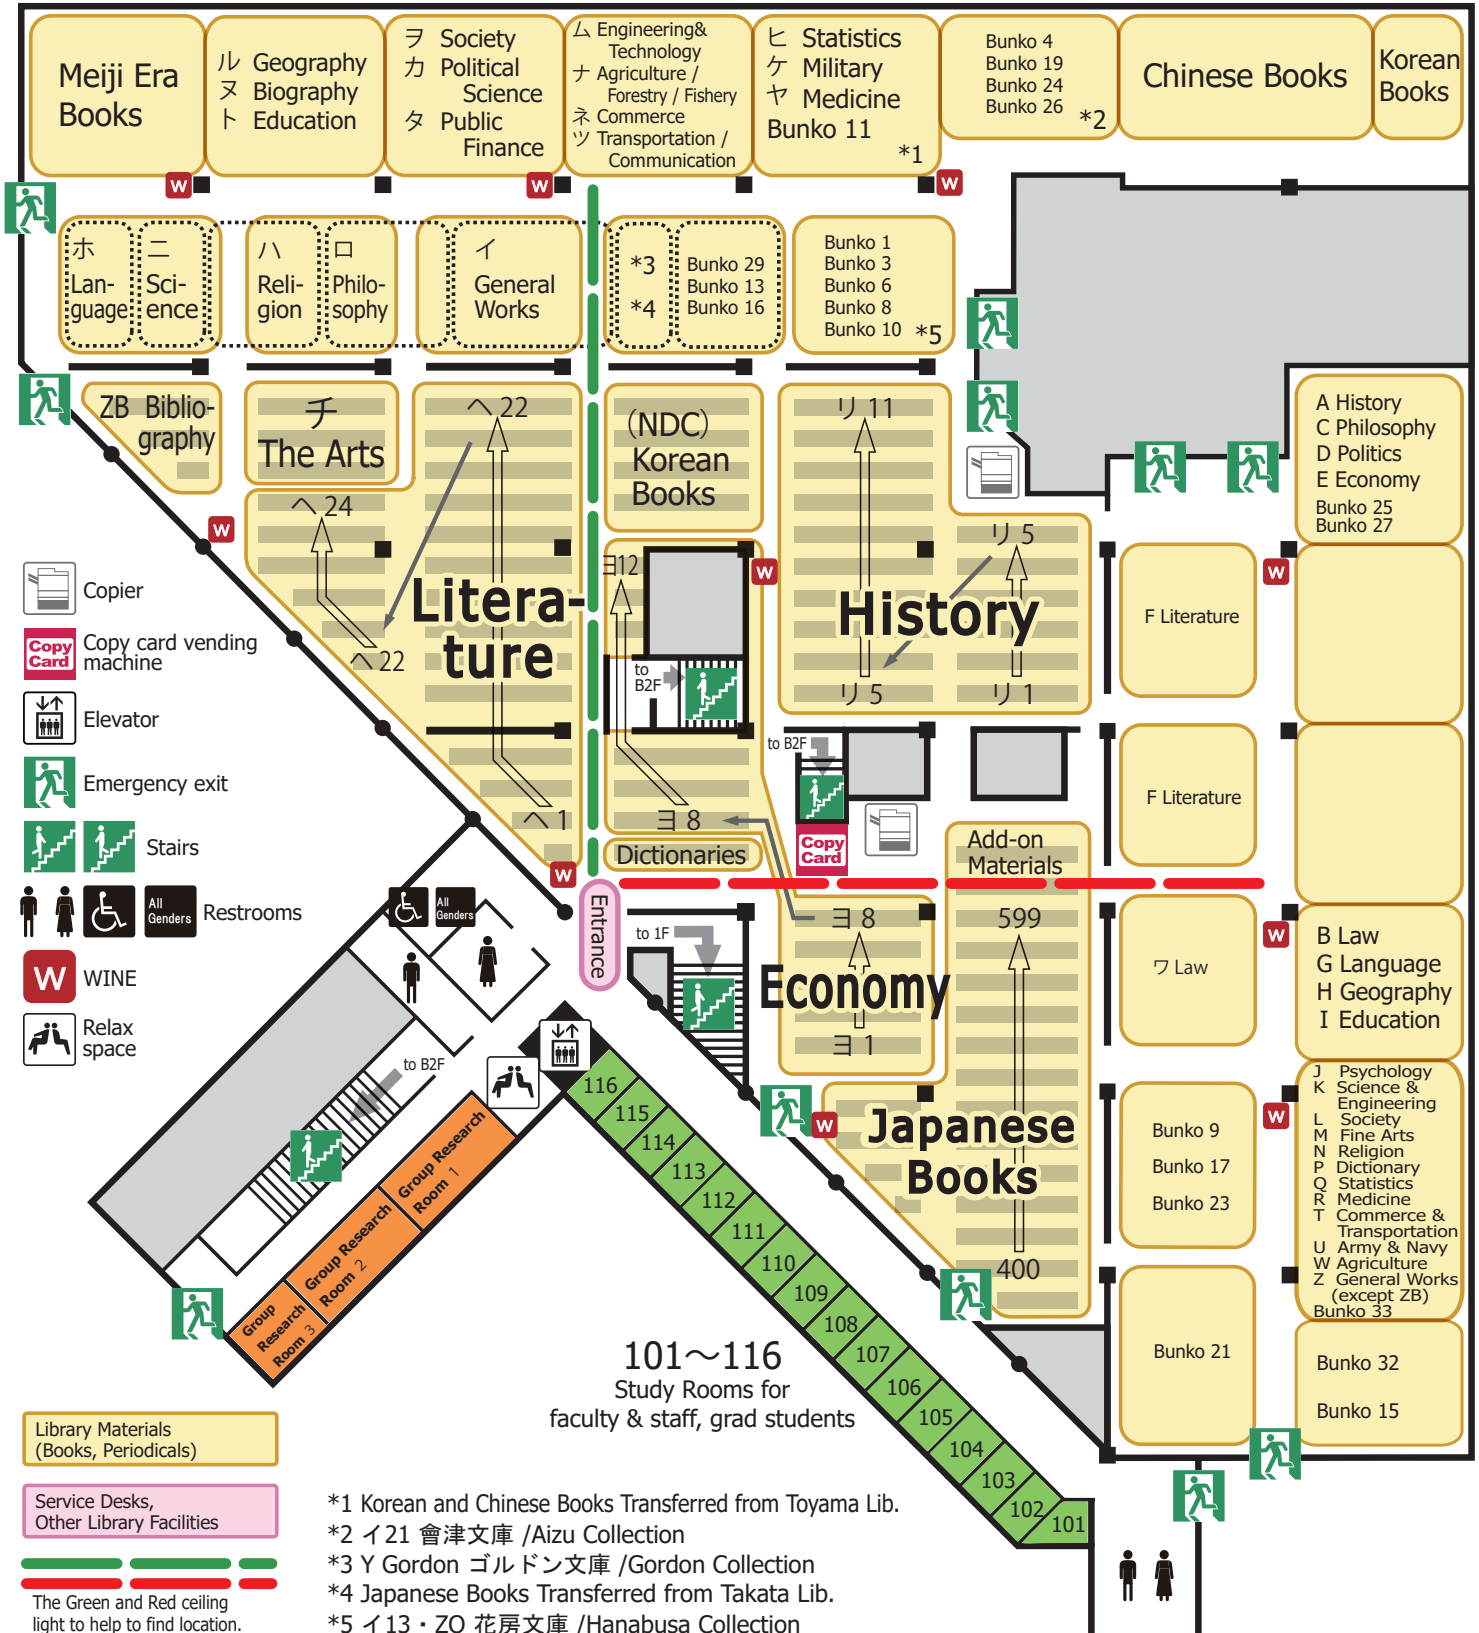 Meiji Era
Books
ル Geography
ヌ Biography
ト Education
ヲ Society
カ Political
Science
タ Public
Finance
ム Engineering&
Technology
ナ Agriculture /
Forestry / Fishery
ネ Commerce
ツ Transportation /
Communication
ヒ Statistics
ケ Military
ヤ Medicine
Bunko 11
*1
Bunko 4
Bunko 19
Bunko 24
Bunko 26
*2
Chinese Books
Korean
Books
W
W
W
ホ
Lan-
guage
ニ
Sci-
ence
ハ
Reli-
gion
ロ
Philo-
sophy
イ
General
Works
*3
*4
Bunko 29
Bunko 13
Bunko 16
Bunko 1
Bunko 3
Bunko 6
Bunko 8
Bunko 10
*5
ZB Biblio-
graphy
チ
The Arts
ヘ 22
(NDC)
Korean
Books
リ 11
A History
C Philosophy
D Politics
E Economy
Bunko 25
Bunko 27
ヘ 24
W
リ 5
ヨ12
W
W
Litera-
ture
History
F Literature
ヘ 22
to
B2F
リ 5
リ 1
Copier
Copy
Card
Copy card vending
machine
Elevator
Emergency exit
Stairs
All
Genders
Restrooms
W
WINE
Relax
space
to B2F
F Literature
ヘ 1
ヨ 8
Copy
Card
Add-on
Materials
Dictionaries
W
Entrance
All
Genders
to 1F
ヨ 8
599
W
ワ Law
B Law
G Language
H Geography
I Education
Economy
ヨ 1
to B2F
J Psychology
K Science &
Engineering
L Society
M Fine Arts
N Religion
P Dictionary
Q Statistics
R Medicine
T Commerce &
Transportation
U Army & Navy
W Agriculture
Z General Works
(except ZB)
Bunko 33
W
W
Japanese
Books
Bunko 9
Bunko 17
Bunko 23
400
Group Research
Room 1
Group Research
Room 2
Group
Research
Room 3
116
115
114
113
112
111
110
109
108
107
106
105
104
103
102
101
101～116
Study Rooms for
faculty & staff, grad students
Bunko 21
Bunko 32
Bunko 15
Library Materials
(Books, Periodicals)
Service Desks,
Other Library Facilities
The Green and Red ceiling
light to help to find location.
*1 Korean and Chinese Books Transferred from Toyama Lib.
*2 イ21 會津文庫 /Aizu Collection
*3 Y Gordon ゴルドン文庫 /Gordon Collection
*4 Japanese Books Transferred from Takata Lib.
*5 イ13・ZO 花房文庫 /Hanabusa Collection